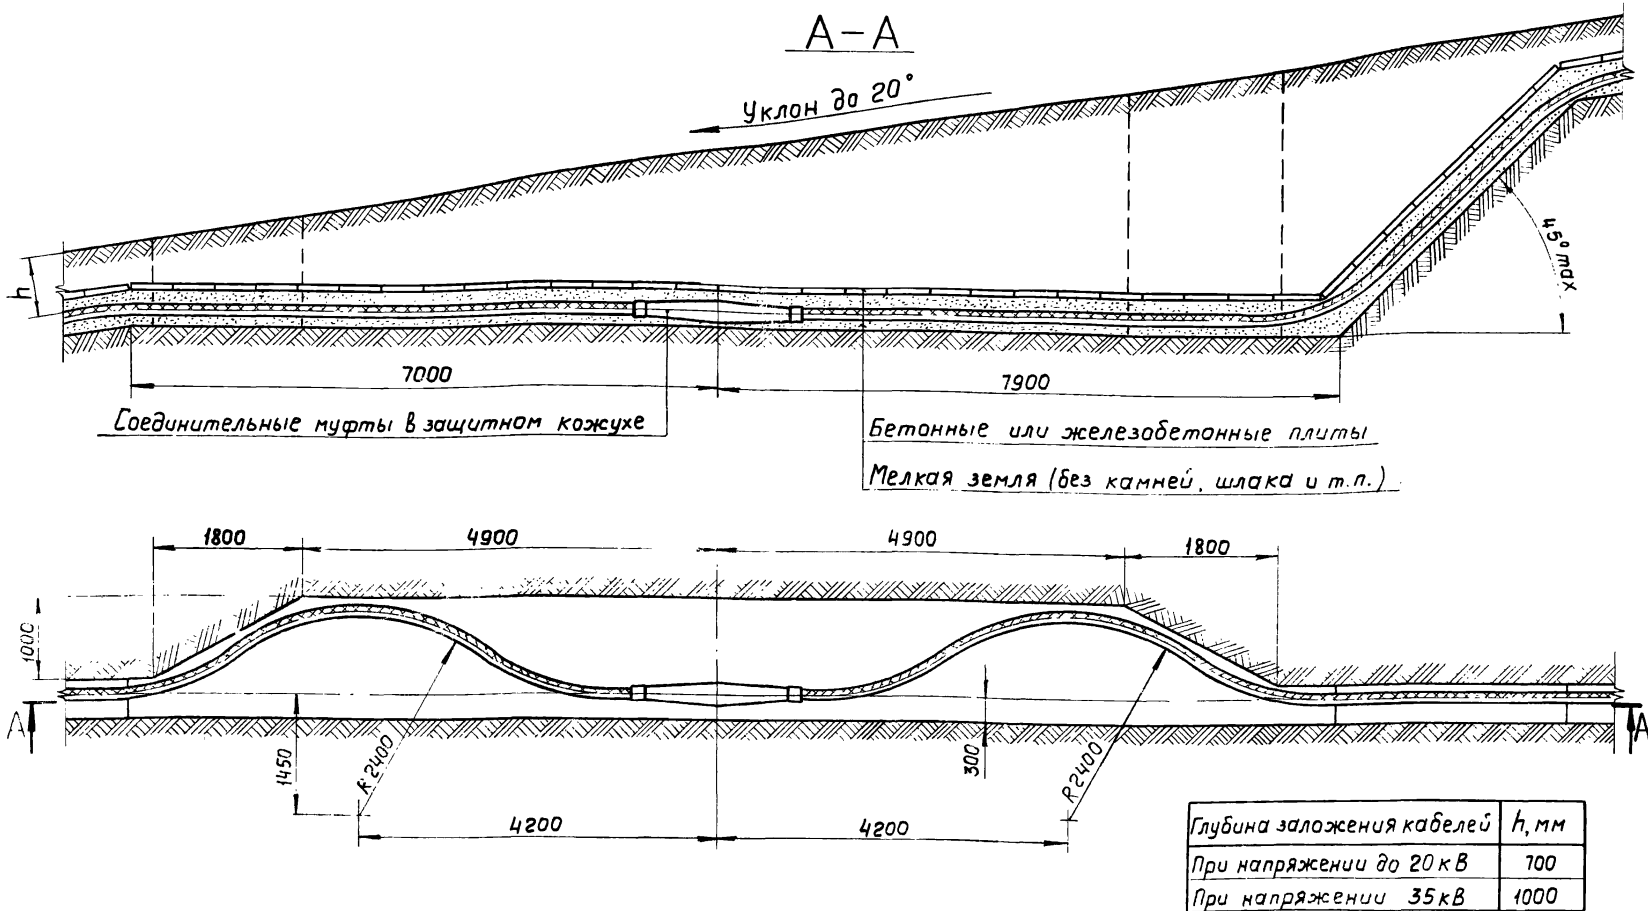 А-А
Уклон до 20°
h
45° max
7000
7900
Соединительные муфты в защитном кожухе
Бетонные или железобетонные плиты
Мелкая земля (без камней, шлака и т.п.)
1800
4900
4900
1800
1000
А
А
1450
R 2400
300
R 2400
4200
4200
Глубина заложения кабелей h, мм
При напряжении до 20 кВ 700
При напряжении 35 кВ 1000